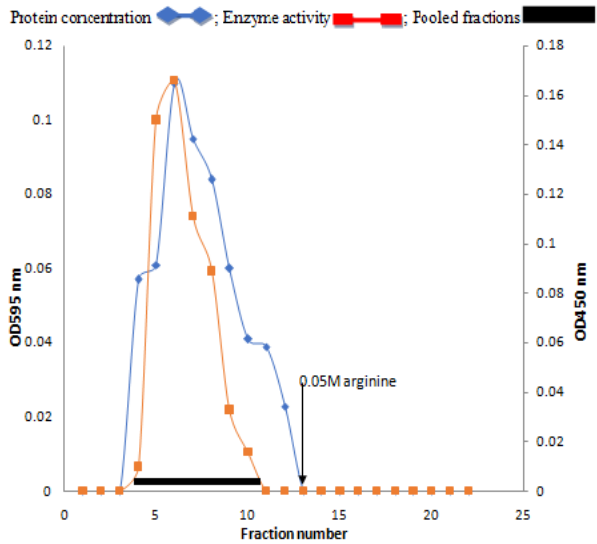 Protein concentration ; Enzyme activity ; Pooled fractions
0.12
0.1
0.08
0.06
0.04
0.02
0
OD595 nm
0.18
0.16
0.14
0.12
0.1
0.08
0.06
0.04
0.02
0
OD450 nm
0.05M arginine
0 5 10 15 20 25
Fraction number